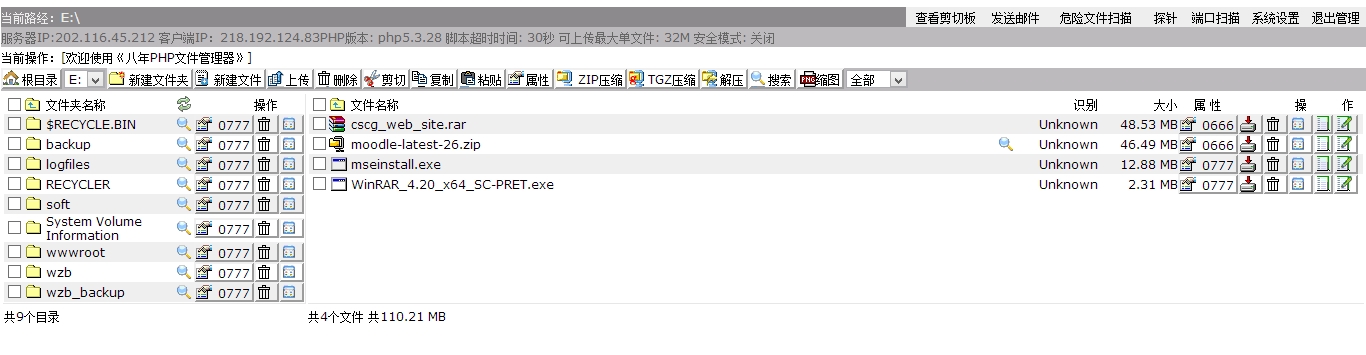 当前路经：E:\ 查看剪切板 发送邮件 危险文件扫描 探针 端口扫描 系统设置 退出管理
服务器IP:202.116.45.212 客户端IP：218.192.124.83PHP版本: php5.3.28 脚本超时时间: 30秒 可上传最大单文件: 32M 安全模式: 关闭
当前操作：[欢迎使用《八年PHP文件管理器》]
根目录 E: 新建文件夹 新建文件 上传 删除 剪切 复制 粘贴 属性 ZIP压缩 TGZ压缩 解压 搜索 PNG 缩图 全部
文件夹名称 操作 文件名称 识别 大小 属 性 操 作
$RECYCLE.BIN 0777 cscg_web_site.rar Unknown 48.53 MB 0666
backup 0777 moodle-latest-26.zip Unknown 46.49 MB 0666
logfiles 0777 mseinstall.exe Unknown 12.88 MB 0777
RECYCLER 0777 WinRAR_4.20_x64_SC-PRET.exe Unknown 2.31 MB 0777
soft 0777
System Volume
Information 0777
wwwroot 0777
wzb 0777
wzb_backup 0777
共9个目录 共4个文件 共110.21 MB